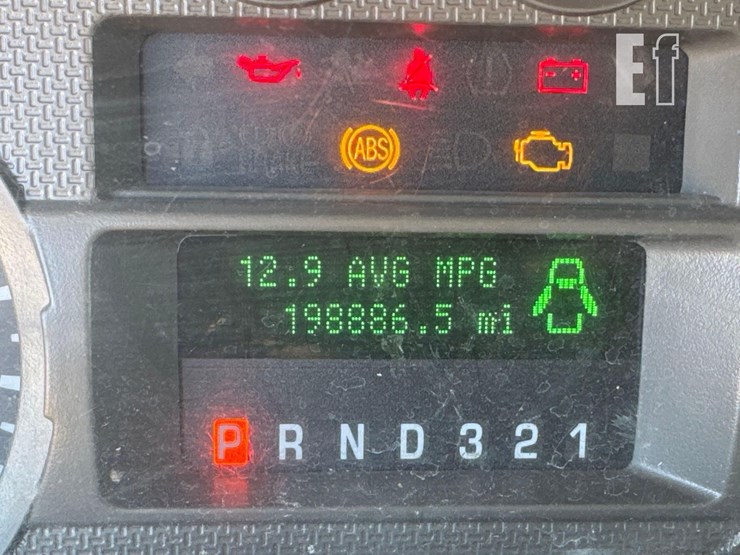 Ef
ABS
12.9 AVG MPG
198886.5 mi
P R N D 3 2 1